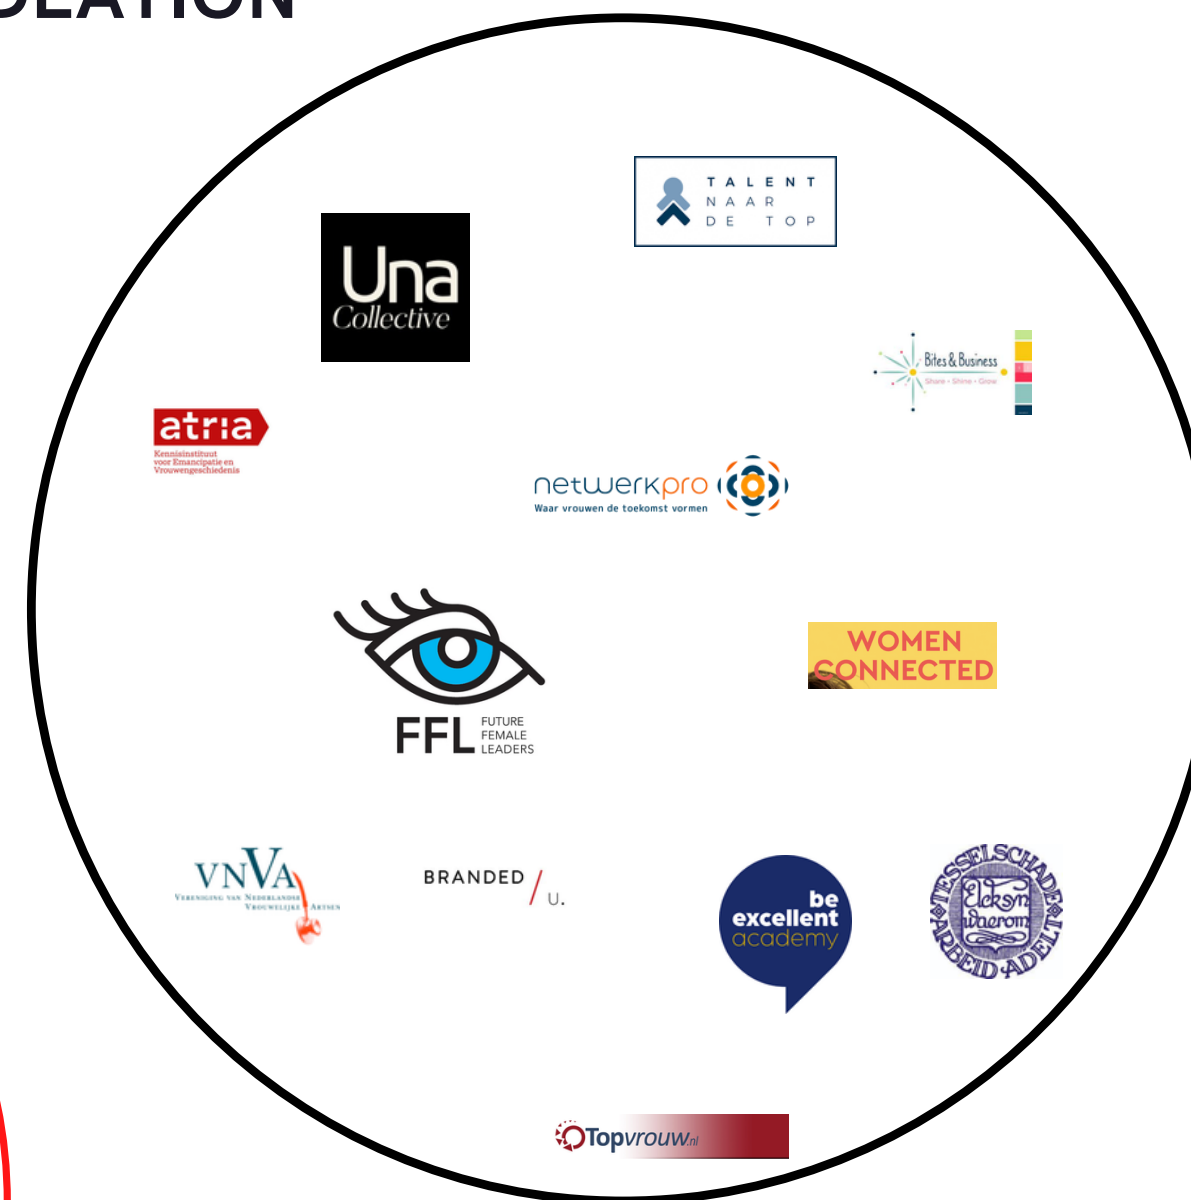 DEATION
TALENT
NAAR
DE TOP
Una
Collective
Bites & Business
Share • Shine • Grow
atria
Kennisinstituut
voor Emancipatie en
Vrouwengeschiedenis
netwerkpro
Waar vrouwen de toekomst vormen
WOMEN
CONNECTED
FFL
FUTURE
FEMALE
LEADERS
VNVA
VERENIGING VAN NEDERLANDSE
VROUWELIJKE ARTSEN
BRANDED / U.
be
excellent
academy
TESSELSCHADE
Elcksyn
waerom
ARBEID ADELT
Topvrouw.nl